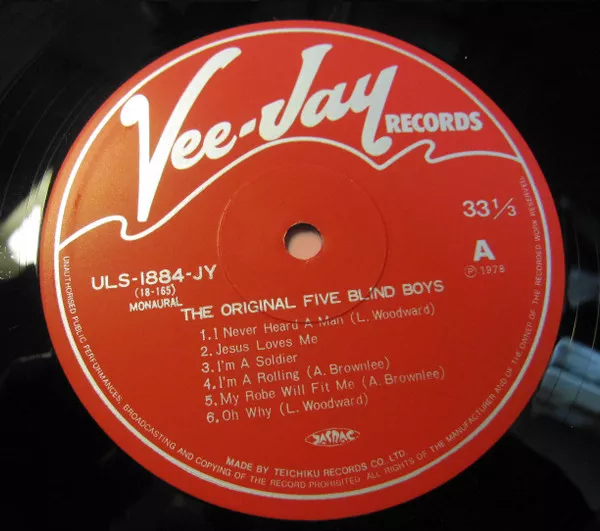 Vee-Jay
RECORDS
33 1/3
ULS-1884-JY
(18-165)
MONAURAL
A
Ⓟ 1978
THE ORIGINAL FIVE BLIND BOYS
1. I Never Heard A Man (L. Woodward)
2. Jesus Loves Me
3. I'm A Soldier
4. I'm A Rolling (A. Brownlee)
5. My Robe Will Fit Me (A. Brownlee)
6. Oh Why (L. Woodward)
JASRAC
MADE BY TEICHIKU RECORDS CO. LTD.
UNAUTHORISED PUBLIC PERFORMANCES, BROADCASTING AND COPYING OF THE RECORD PROHIBITED. ALL RIGHTS OF THE MANUFACTURER AND OF THE OWNER OF THE RECORDED WORK RESERVED